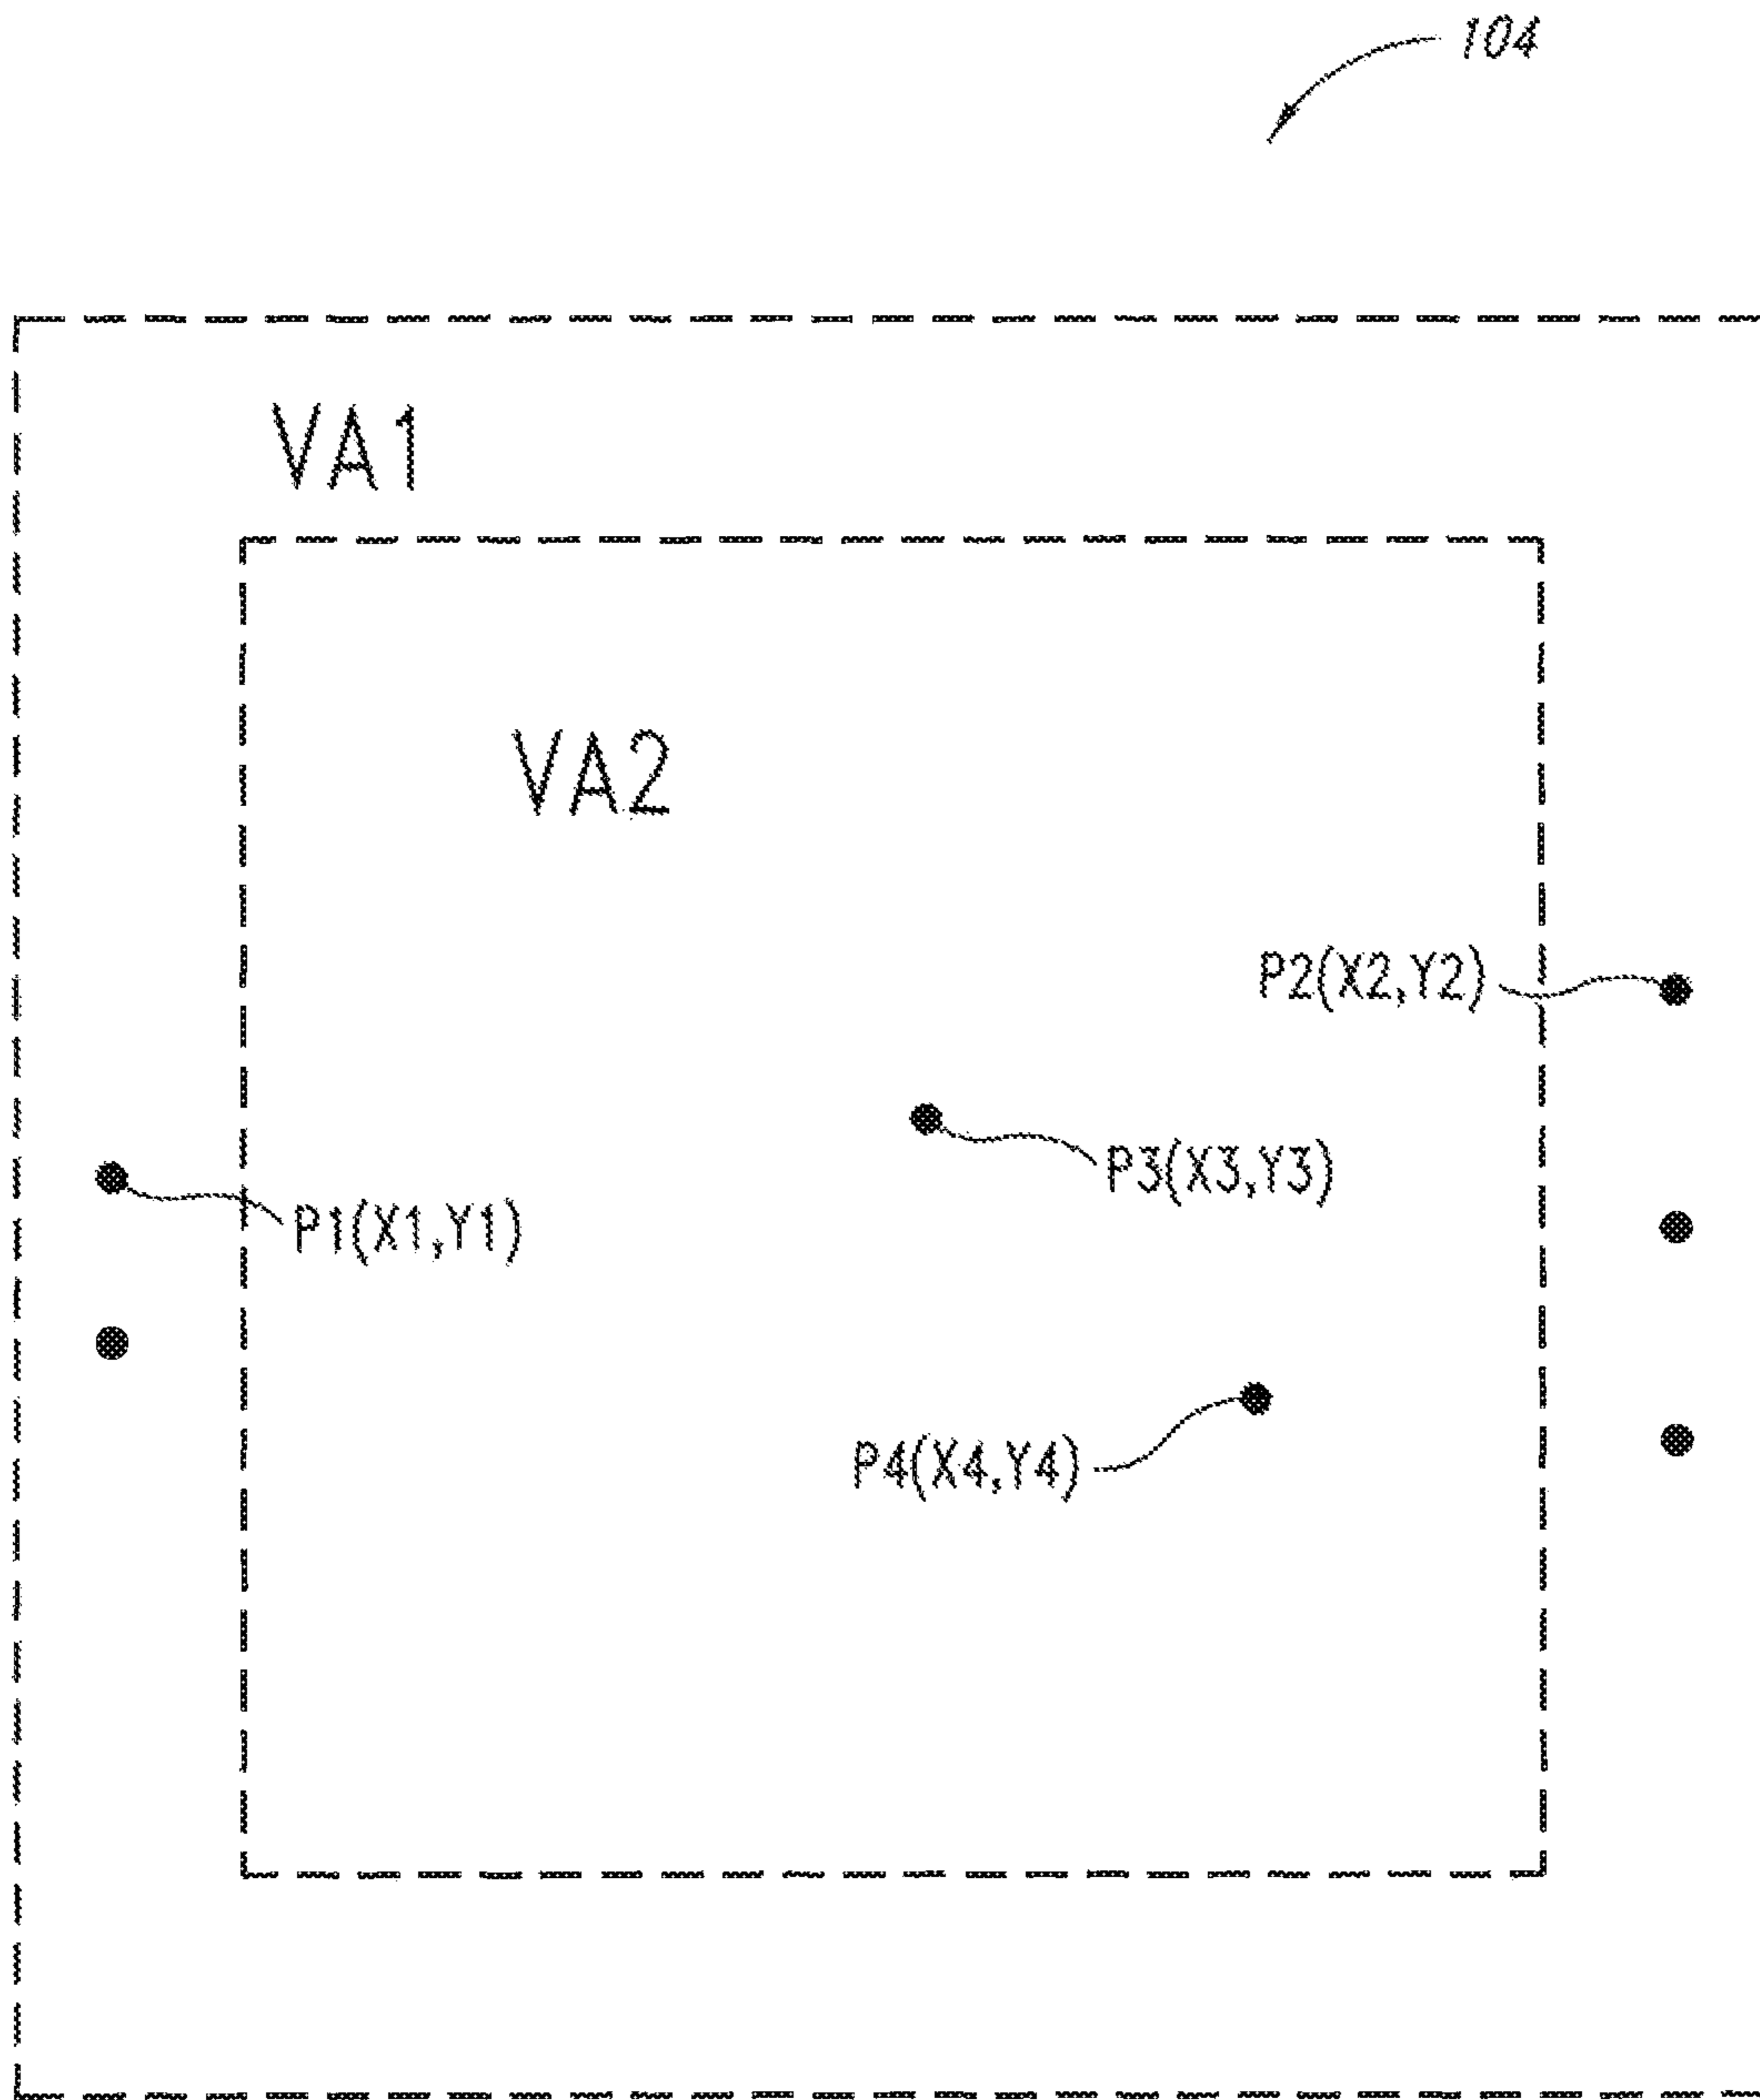 104
VA1
VA2
P2(X2,Y2)
P3(X3,Y3)
P1(X1,Y1)
P4(X4,Y4)